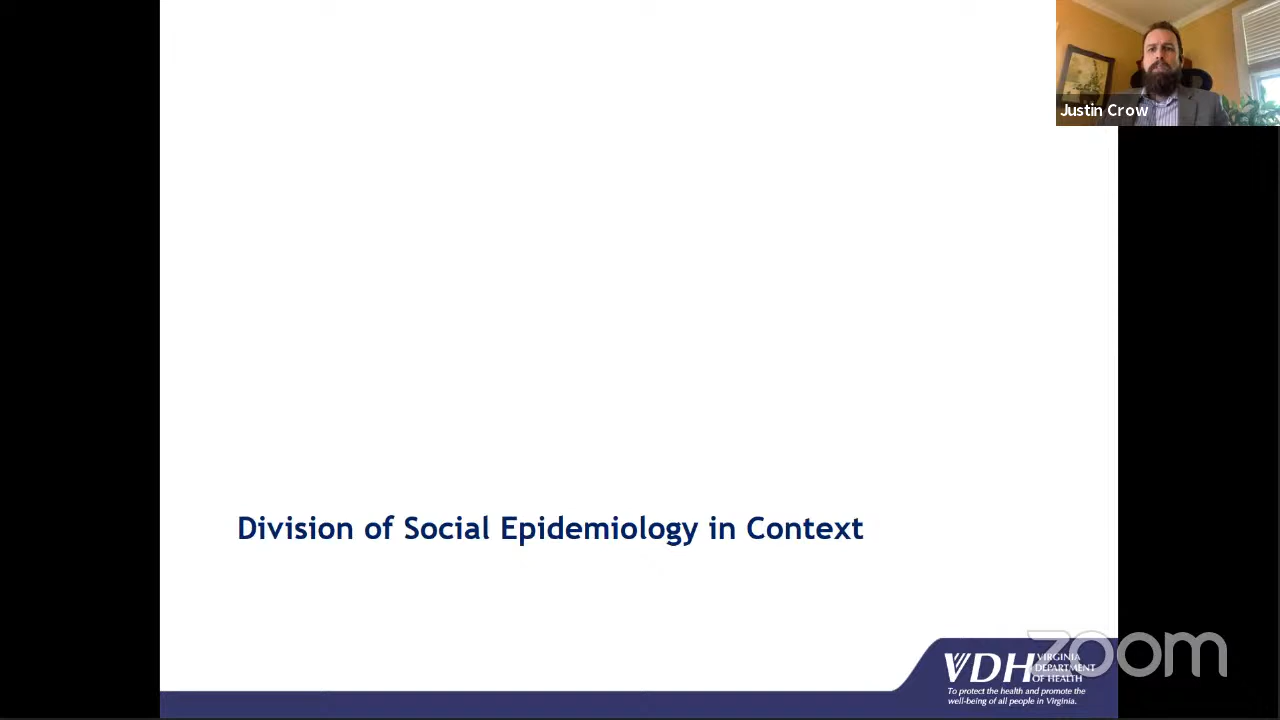 Justin Crow
Division of Social Epidemiology in Context
VDH
VIRGINIA
DEPARTMENT
OF HEALTH
To protect the health and promote the
well-being of all people in Virginia.
zoom